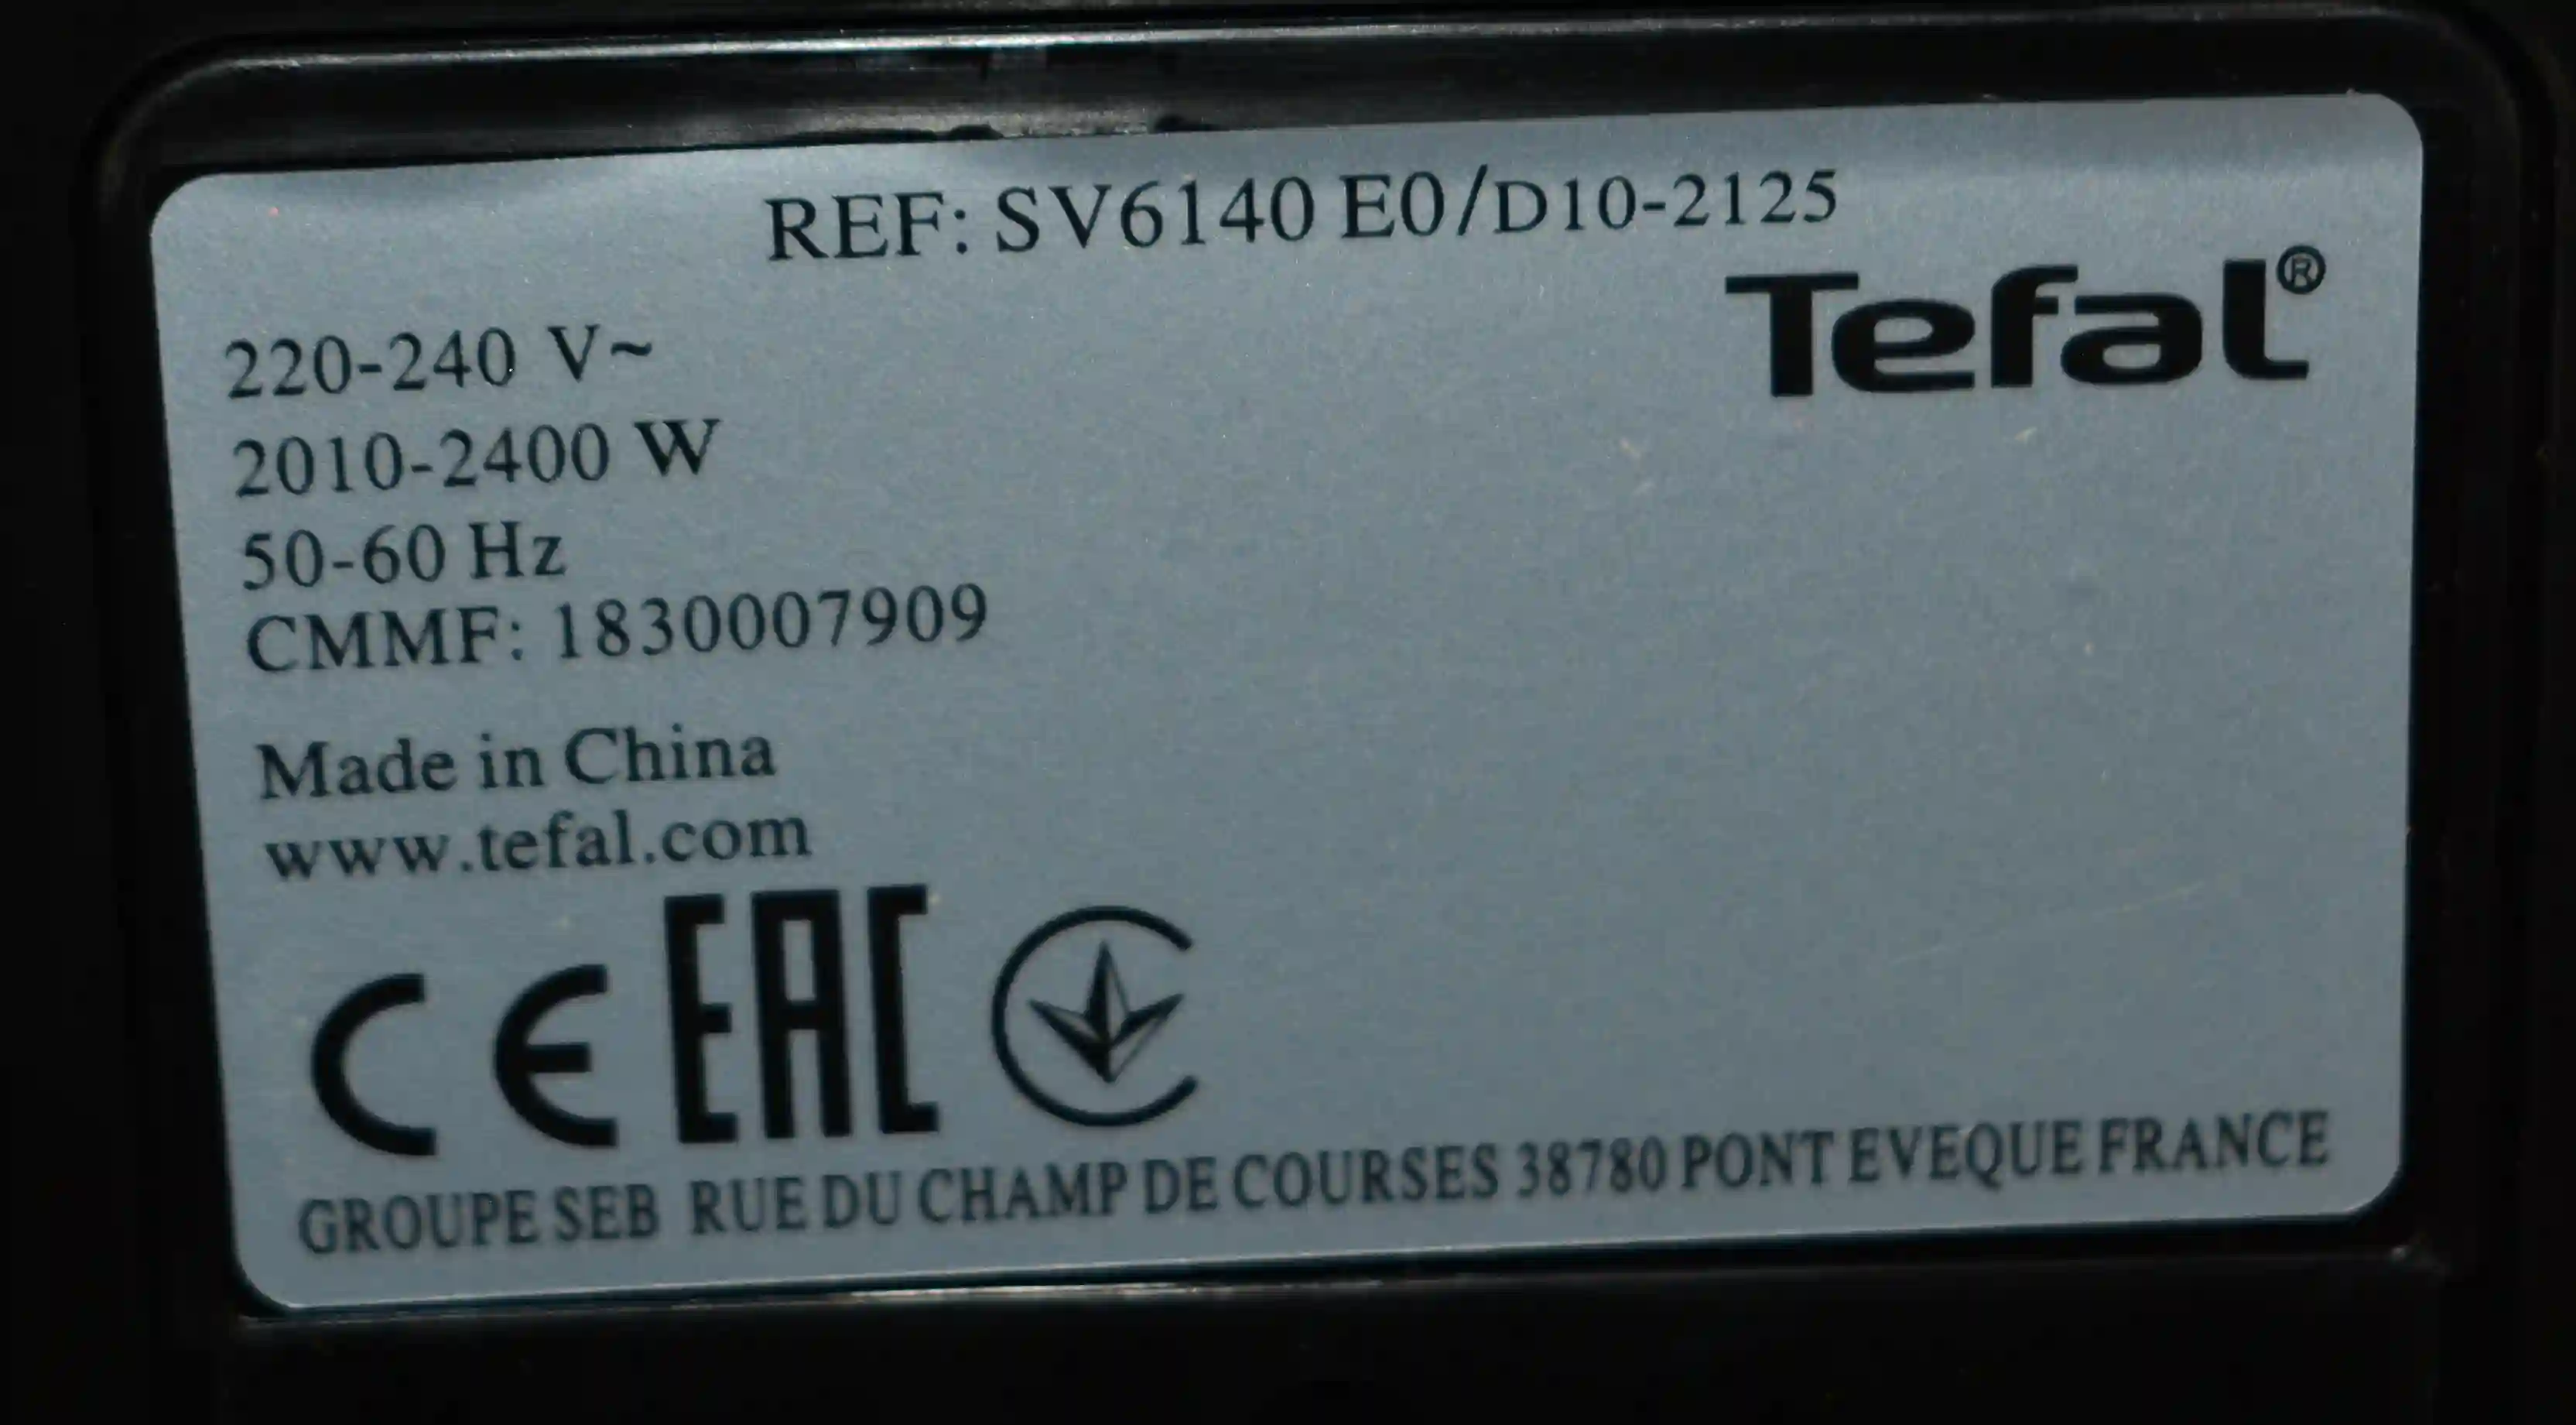 REF: SV6140 E0/D10-2125
Tefal®
220-240 V~
2010-2400 W
50-60 Hz
CMMF: 1830007909
Made in China
www.tefal.com
CE EAC
GROUPE SEB RUE DU CHAMP DE COURSES 38780 PONT EVEQUE FRANCE